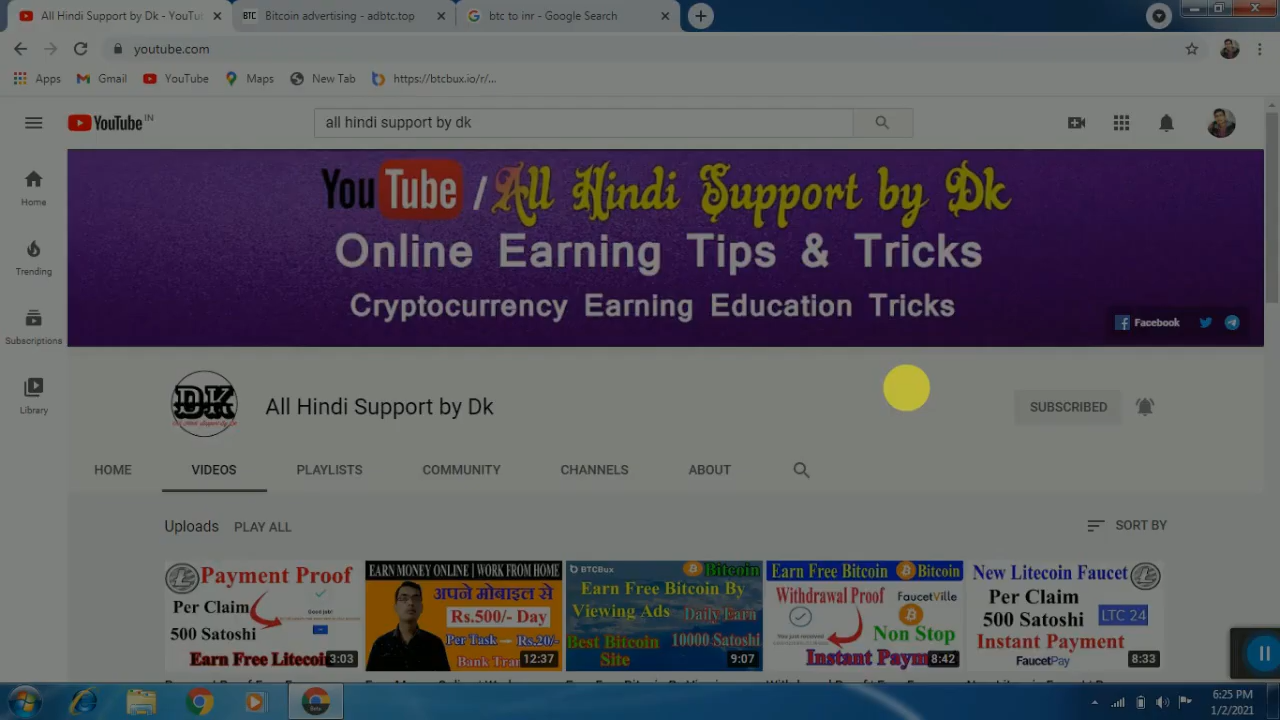 All Hindi Support by Dk - YouTu
Bitcoin advertising - adbtc.top
btc to inr - Google Search
youtube.com
Apps
Gmail
YouTube
Maps
New Tab
https://btcbux.io/r/...
YouTube IN
all hindi support by dk
Home
Trending
Subscriptions
Library
YouTube /All Hindi Support by Dk
Online Earning Tips & Tricks
Cryptocurrency Earning Education Tricks
Facebook
DK
All Hindi Support by Dk
SUBSCRIBED
HOME
VIDEOS
PLAYLISTS
COMMUNITY
CHANNELS
ABOUT
Uploads
PLAY ALL
SORT BY
Payment Proof
Per Claim
500 Satoshi
Good job!
Earn Free Litecoi
3:03
EARN MONEY ONLINE | WORK FROM HOME
अपने मोबाइल से
Rs.500/- Day
Per Task → Rs.20/-
Bank Tran
12:37
BTCBux
Bitcoin
Earn Free Bitcoin By
Viewing Ads
Daily Earn
Best Bitcoin
10000 Satoshi
Site
9:07
Earn Free Bitcoin
Bitcoin
Withdrawal Proof
FaucetVille
Non Stop
Instant Paym
8:42
New Litecoin Faucet
Per Claim
500 Satoshi
LTC 24
Instant Payment
FaucetPay
8:33
6:25 PM
1/2/2021